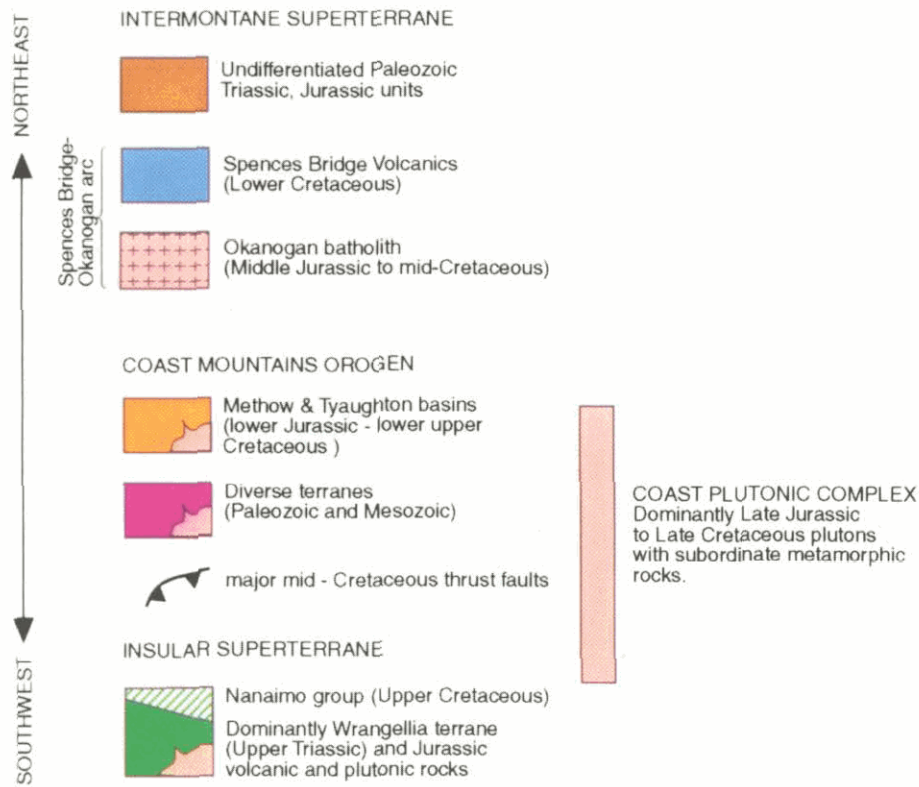 NORTHEAST
SOUTHWEST
INTERMONTANE SUPERTERRANE
Undifferentiated Paleozoic
Triassic, Jurassic units
Spences Bridge-
Okanogan arc
Spences Bridge Volcanics
(Lower Cretaceous)
Okanogan batholith
(Middle Jurassic to mid-Cretaceous)
COAST MOUNTAINS OROGEN
Methow & Tyaughton basins
(lower Jurassic - lower upper
Cretaceous )
Diverse terranes
(Paleozoic and Mesozoic)
major mid - Cretaceous thrust faults
COAST PLUTONIC COMPLEX
Dominantly Late Jurassic
to Late Cretaceous plutons
with subordinate metamorphic
rocks.
INSULAR SUPERTERRANE
Nanaimo group (Upper Cretaceous)
Dominantly Wrangellia terrane
(Upper Triassic) and Jurassic
volcanic and plutonic rocks